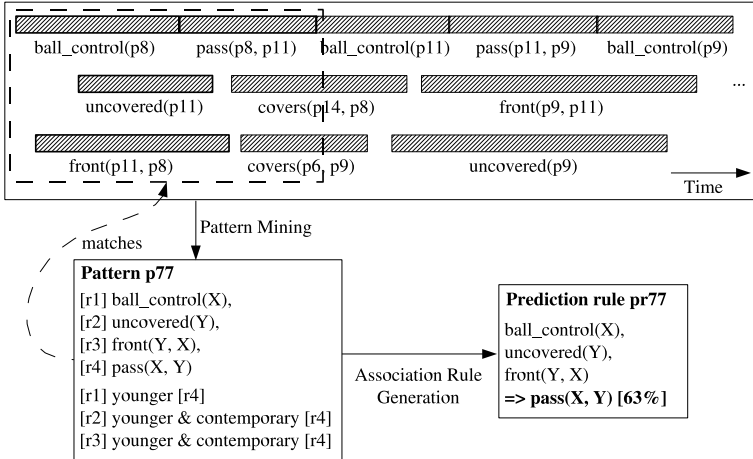 ball_control(p8) pass(p8, p11) ball_control(p11) pass(p11, p9) ball_control(p9)
uncovered(p11) covers(p14, p8) front(p9, p11) ...
front(p11, p8) covers(p6, p9) uncovered(p9)
Time
Pattern Mining
matches
Pattern p77
[r1] ball_control(X),
[r2] uncovered(Y),
[r3] front(Y, X),
[r4] pass(X, Y)
[r1] younger [r4]
[r2] younger & contemporary [r4]
[r3] younger & contemporary [r4]
Association Rule
Generation
Prediction rule pr77
ball_control(X),
uncovered(Y),
front(Y, X)
=> pass(X, Y) [63%]